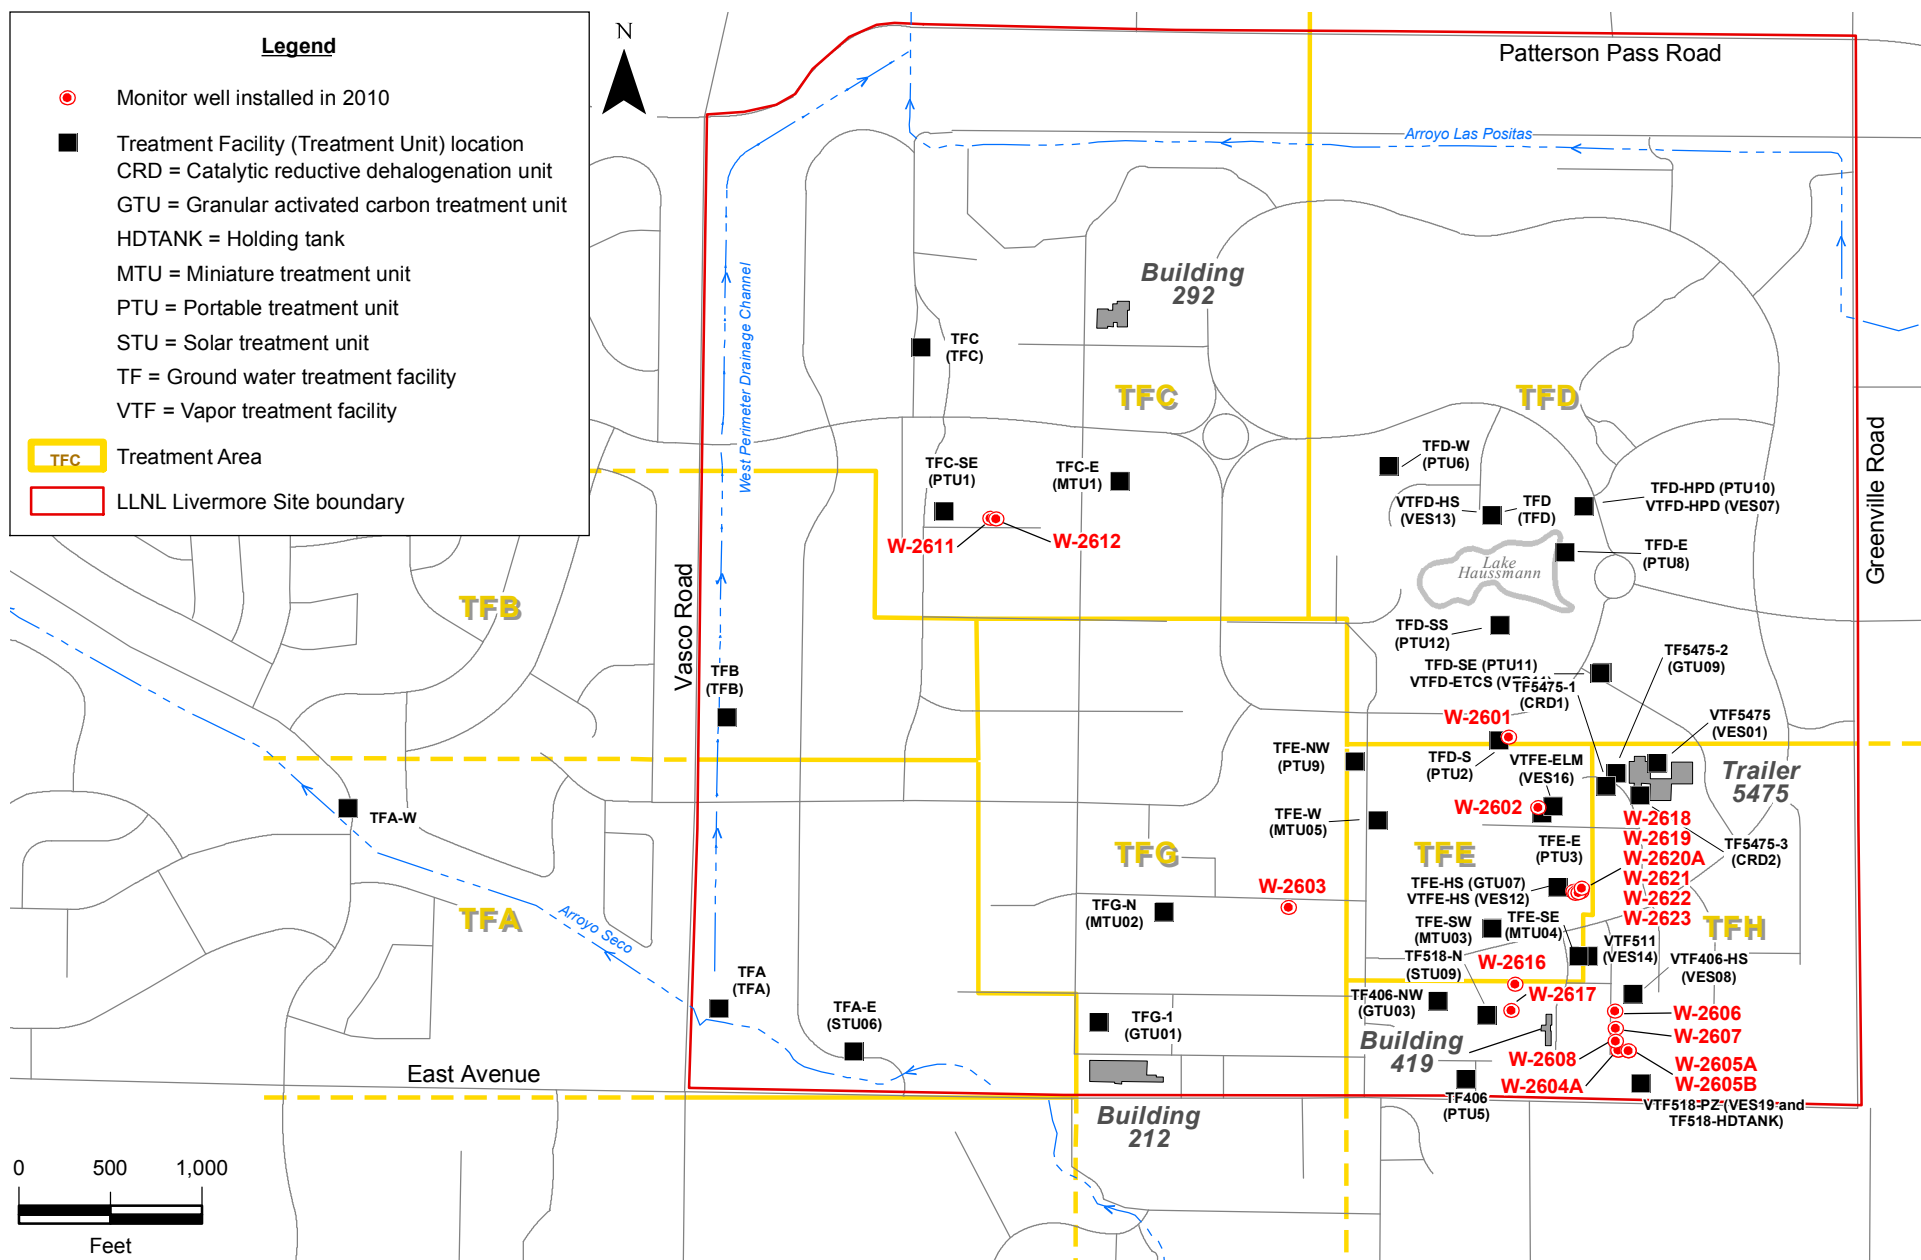 Legend
Monitor well installed in 2010
Treatment Facility (Treatment Unit) location
CRD = Catalytic reductive dehalogenation unit
GTU = Granular activated carbon treatment unit
HDTANK = Holding tank
MTU = Miniature treatment unit
PTU = Portable treatment unit
STU = Solar treatment unit
TF = Ground water treatment facility
VTF = Vapor treatment facility
TFC
Treatment Area
LLNL Livermore Site boundary
N
Patterson Pass Road
Arroyo Las Positas
West Perimeter Drainage Channel
Building
292
TFC
(TFC)
TFC
TFD
Greenville Road
TFC-SE
(PTU1)
TFC-E
(MTU1)
TFD-W
(PTU6)
VTFD-HS
(VES13)
TFD
(TFD)
TFD-HPD (PTU10)
VTFD-HPD (VES07)
W-2611
W-2612
TFD-E
(PTU8)
Lake
Haussmann
TFB
Vasco Road
TFD-SS
(PTU12)
TFD-SE (PTU11)
VTFD-ETCS
TF5475-1
(CRD1)
TF5475-2
(GTU09)
TFB
(TFB)
W-2601
VTF5475
(VES01)
TFE-NW
(PTU9)
TFD-S
(PTU2)
VTFE-ELM
(VES16)
Trailer
5475
TFA-W
W-2602
TFE-W
(MTU05)
W-2618
W-2619
W-2620A
W-2621
W-2622
W-2623
TF5475-3
(CRD2)
TFG
TFE
TFE-E
(PTU3)
TFE-HS (GTU07)
VTFE-HS (VES12)
W-2603
TFG-N
(MTU02)
TFA
Arroyo Seco
TFE-SW
(MTU03)
TFE-SE
(MTU04)
TFH
VTF511
(VES14)
TF518-N
(STU09)
W-2616
VTF406-HS
(VES08)
TFA
(TFA)
TFA-E
(STU06)
TFG-1
(GTU01)
TF406-NW
(GTU03)
W-2617
W-2606
W-2607
Building
419
W-2608
W-2605A
W-2605B
W-2604A
East Avenue
TF406
(PTU5)
VTF518-PZ (VES19 and
TF518-HDTANK)
Building
212
0 500 1,000
Feet